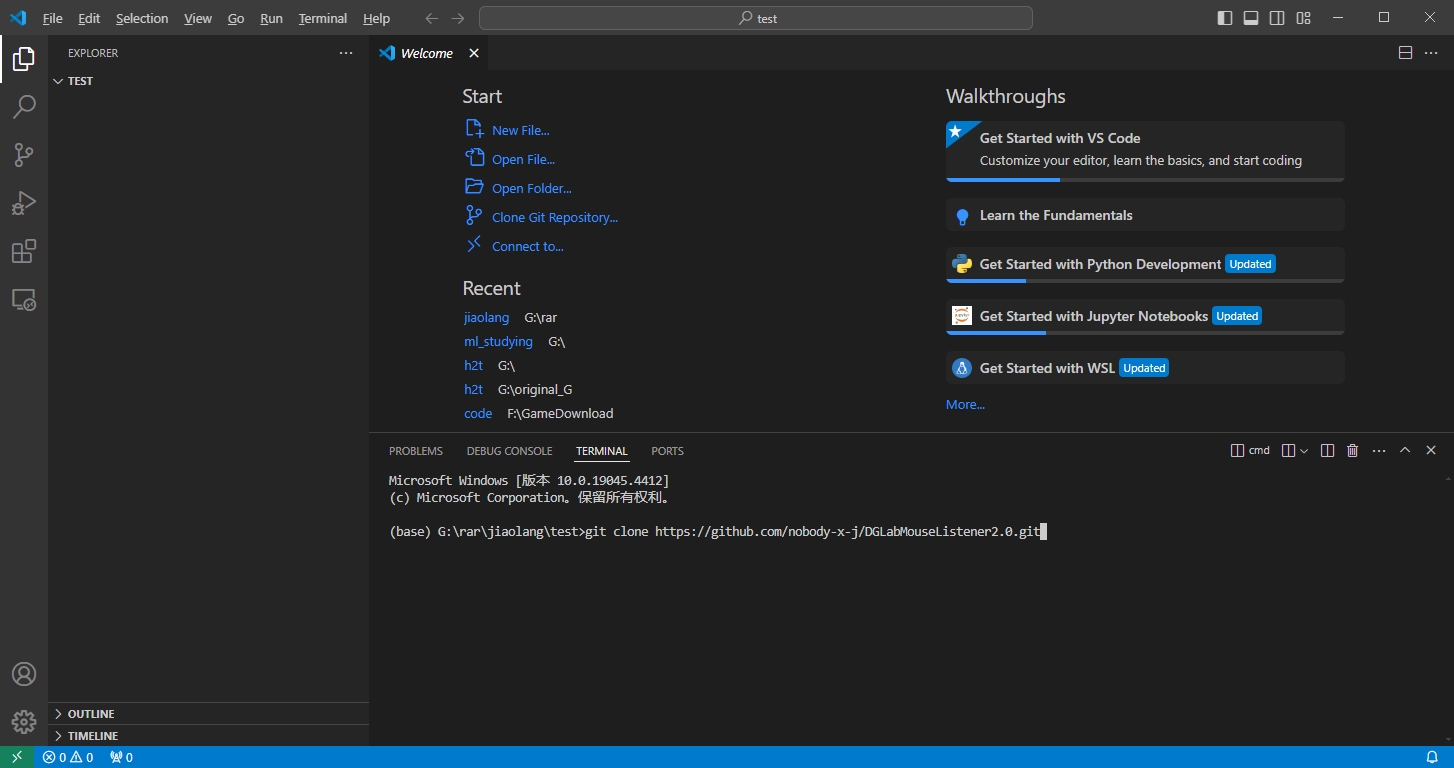 File Edit Selection View Go Run Terminal Help
test
EXPLORER
TEST
OUTLINE
TIMELINE
Welcome
Start
New File...
Open File...
Open Folder...
Clone Git Repository...
Connect to...
Recent
jiaolang G:\rar
ml_studying G:\
h2t G:\
h2t G:\original_G
code F:\GameDownload
Walkthroughs
Get Started with VS Code
Customize your editor, learn the basics, and start coding
Learn the Fundamentals
Get Started with Python Development Updated
Get Started with Jupyter Notebooks Updated
Get Started with WSL Updated
More...
PROBLEMS DEBUG CONSOLE TERMINAL PORTS
cmd
Microsoft Windows [版本 10.0.19045.4412]
(c) Microsoft Corporation。保留所有权利。
(base) G:\rar\jiaolang\test>git clone https://github.com/nobody-x-j/DGLabMouseListener2.0.git
0 0 0